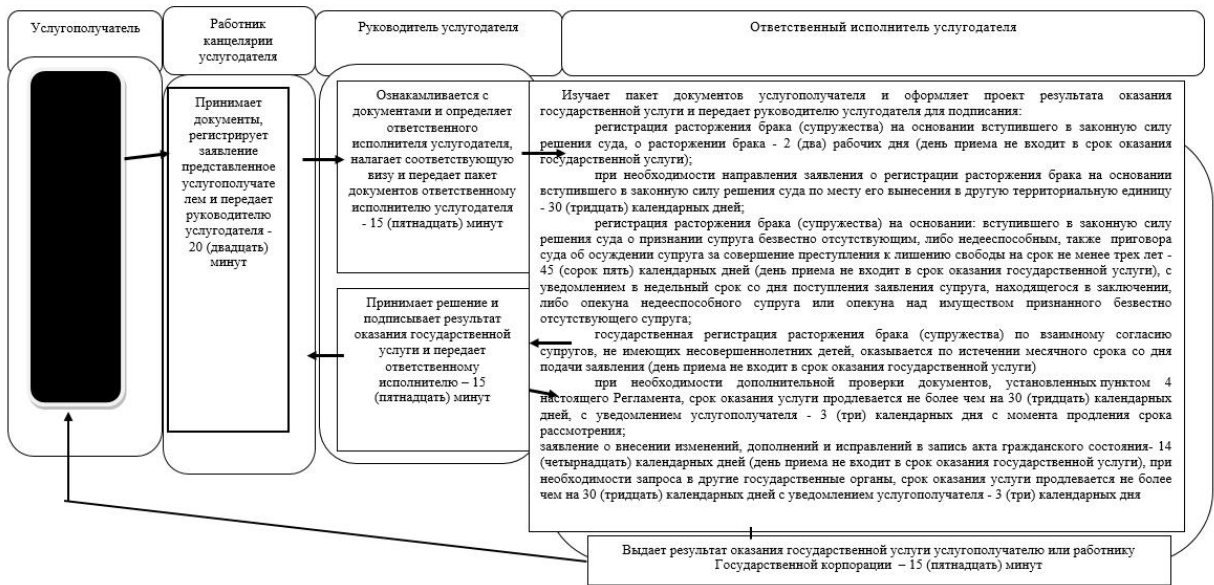 Услугополучатель
Работник
канцелярии
услугодателя
Руководитель услугодателя
Ответственный исполнитель услугодателя
Принимает
документы,
регистрирует
заявление
представленное
услугополучате
лем и передает
руководителю
услугодателя -
20 (двадцать)
минут
Ознакамливается с
документами и определяет
ответственного
исполнителя услугодателя,
налагает соответствующую
визу и передает пакет
документов ответственному
исполнителю услугодателя
- 15 (пятнадцать) минут
Принимает решение и
подписывает результат
оказания государственной
услуги и передает
ответственному
исполнителю – 15
(пятнадцать) минут
Изучает пакет документов услугополучателя и оформляет проект результата оказания
государственной услуги и передает руководителю услугодателя для подписания:
регистрация расторжения брака (супружества) на основании вступившего в законную силу
решения суда, о расторжении брака - 2 (два) рабочих дня (день приема не входит в срок оказания
государственной услуги);
при необходимости направления заявления о регистрации расторжения брака на основании
вступившего в законную силу решения суда по месту его вынесения в другую территориальную единицу
- 30 (тридцать) календарных дней;
регистрация расторжения брака (супружества) на основании: вступившего в законную силу
решения суда о признании супруга безвестно отсутствующим, либо недееспособным, также приговора
суда об осуждении супруга за совершение преступления к лишению свободы на срок не менее трех лет -
45 (сорок пять) календарных дней (день приема не входит в срок оказания государственной услуги), с
уведомлением в недельный срок со дня поступления заявления супруга, находящегося в заключении,
либо опекуна недееспособного супруга или опекуна над имуществом признанного безвестно
отсутствующего супруга;
государственная регистрация расторжения брака (супружества) по взаимному согласию
супругов, не имеющих несовершеннолетних детей, оказывается по истечении месячного срока со дня
подачи заявления (день приема не входит в срок оказания государственной услуги)
при необходимости дополнительной проверки документов, установленных пунктом 4
настоящего Регламента, срок оказания услуги продлевается не более чем на 30 (тридцать) календарных
дней, с уведомлением услугополучателя - 3 (три) календарных дня с момента продления срока
рассмотрения;
заявление о внесении изменений, дополнений и исправлений в запись акта гражданского состояния- 14
(четырнадцать) календарных дней (день приема не входит в срок оказания государственной услуги), при
необходимости запроса в другие государственные органы, срок оказания услуги продлевается не более
чем на 30 (тридцать) календарных дней с уведомлением услугополучателя - 3 (три) календарных дня
Выдает результат оказания государственной услуги услугополучателю или работнику
Государственной корпорации – 15 (пятнадцать) минут